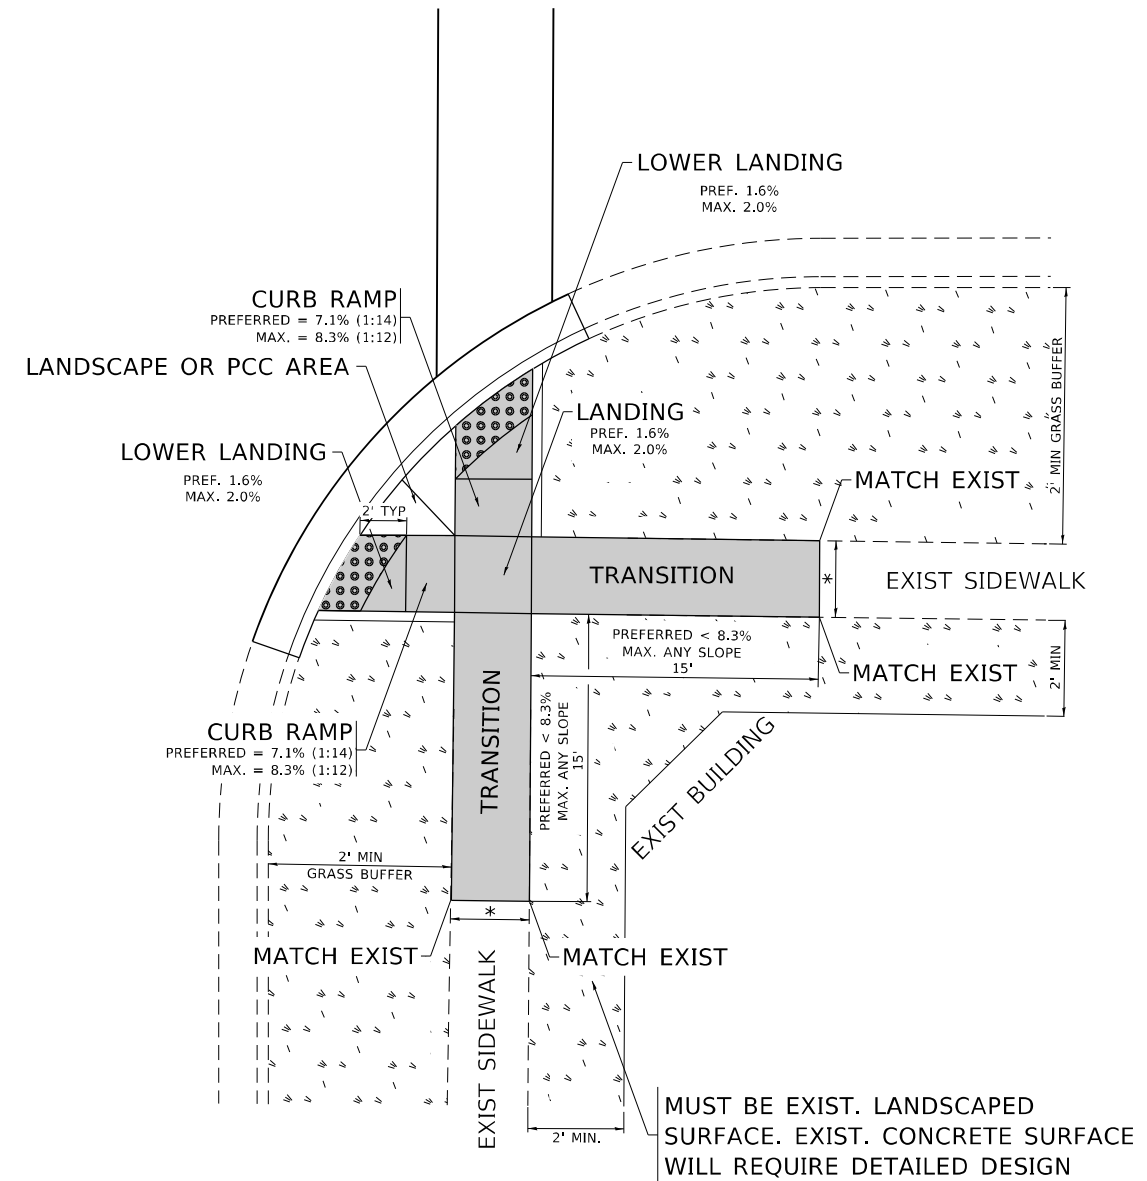 LOWER LANDING
PREF. 1.6%
MAX. 2.0%
CURB RAMP
PREFERRED = 7.1% (1:14)
MAX. = 8.3% (1:12)
LANDSCAPE OR PCC AREA
LANDING
PREF. 1.6%
MAX. 2.0%
LOWER LANDING
PREF. 1.6%
MAX. 2.0%
2' MIN GRASS BUFFER
MATCH EXIST
2' TYP
TRANSITION
*
EXIST SIDEWALK
PREFERRED < 8.3%
MAX. ANY SLOPE
15'
MATCH EXIST
2' MIN
TRANSITION
PREFERRED < 8.3%
MAX. ANY SLOPE
15'
CURB RAMP
PREFERRED = 7.1% (1:14)
MAX. = 8.3% (1:12)
EXIST BUILDING
2' MIN
GRASS BUFFER
*
MATCH EXIST
MATCH EXIST
EXIST SIDEWALK
2' MIN.
MUST BE EXIST. LANDSCAPED
SURFACE. EXIST. CONCRETE SURFACE
WILL REQUIRE DETAILED DESIGN